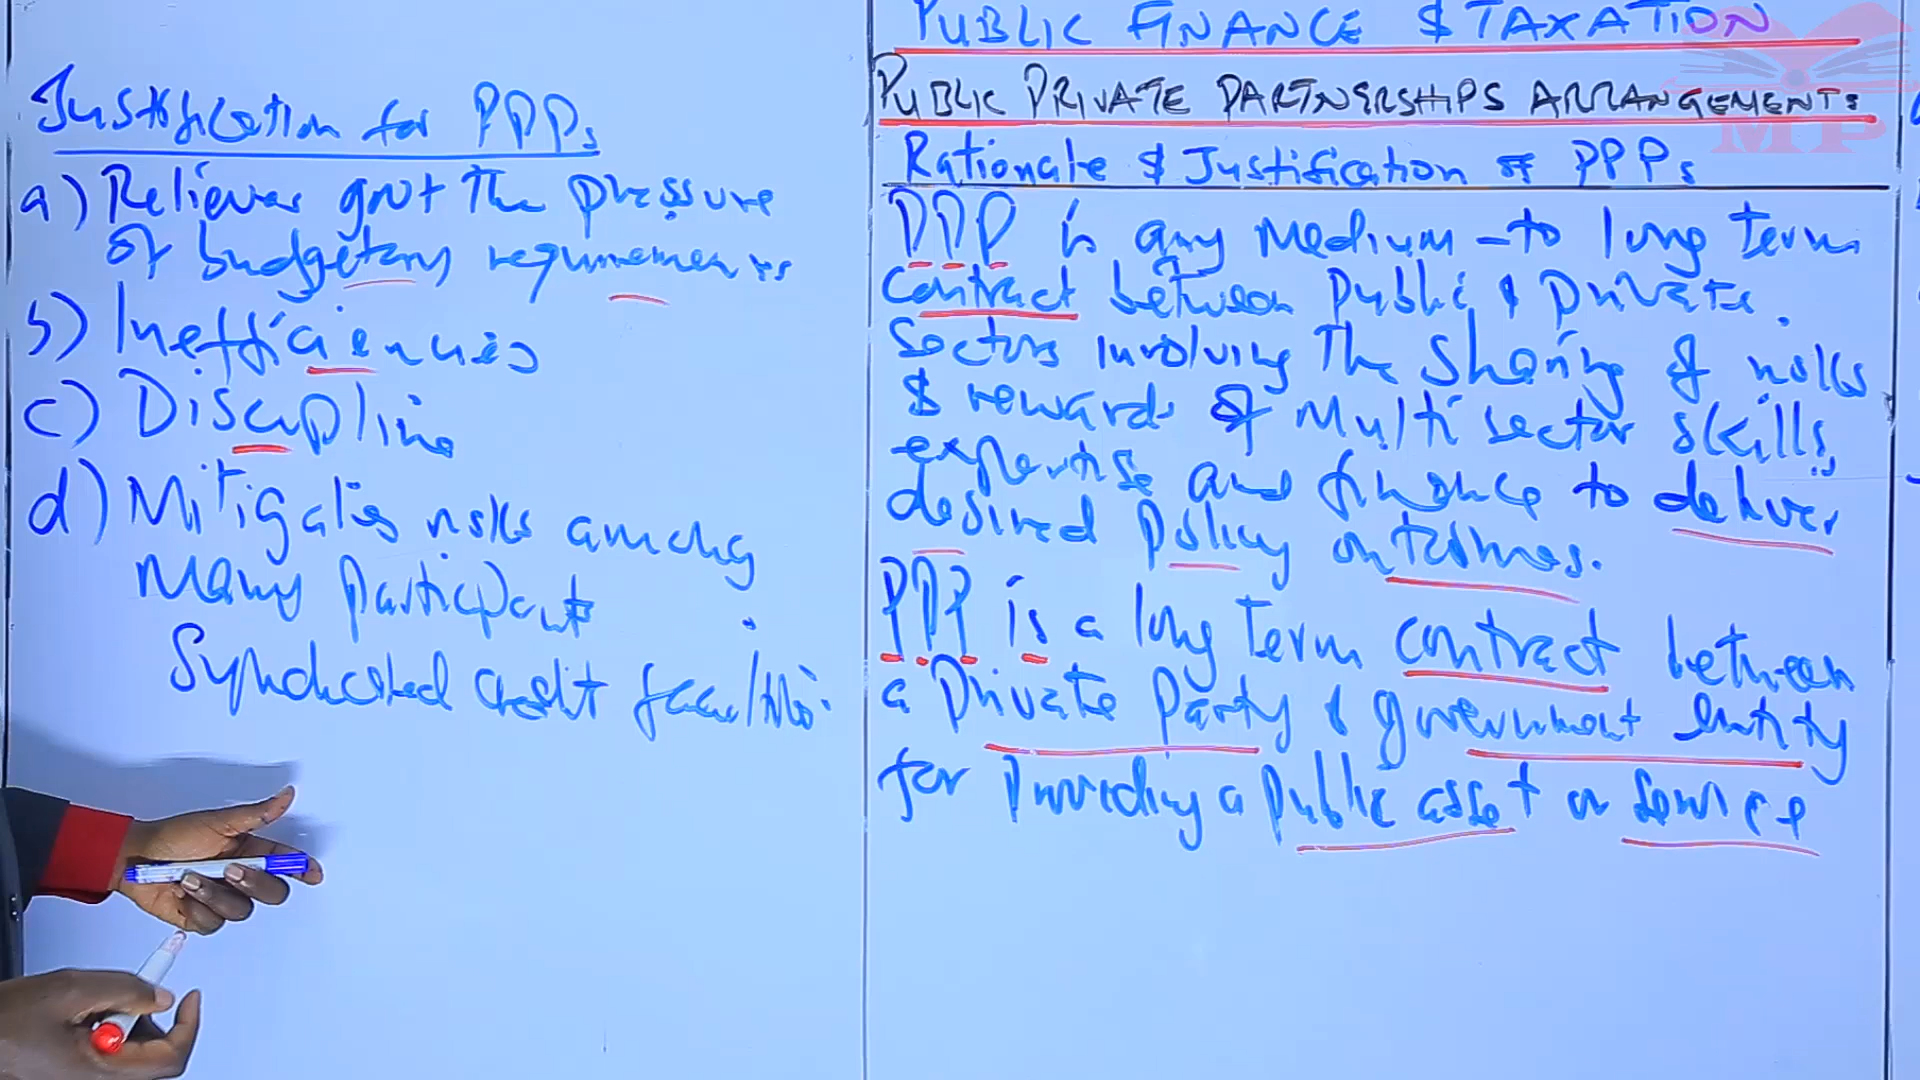 PUBLIC FINANCE & TAXATION
PUBLIC PRIVATE PARTNERSHIPS ARRANGEMENTS
Rationale & Justification of PPPs
PPP is any medium-to long term
contract between public & private
sectors involving the sharing of risks
& rewards of multi sector skills,
expertise and finance to deliver
desired policy outcomes.
PPP is a long term contract between
a private party & government entity
for providing a public asset or service
Justification for PPPs
a) Relieves govt the pressure
of budgetary requirements
b) Inefficiencies
c) Discipline
d) Mitigates risks among
many participants
Syndicated credit facilities.
MP